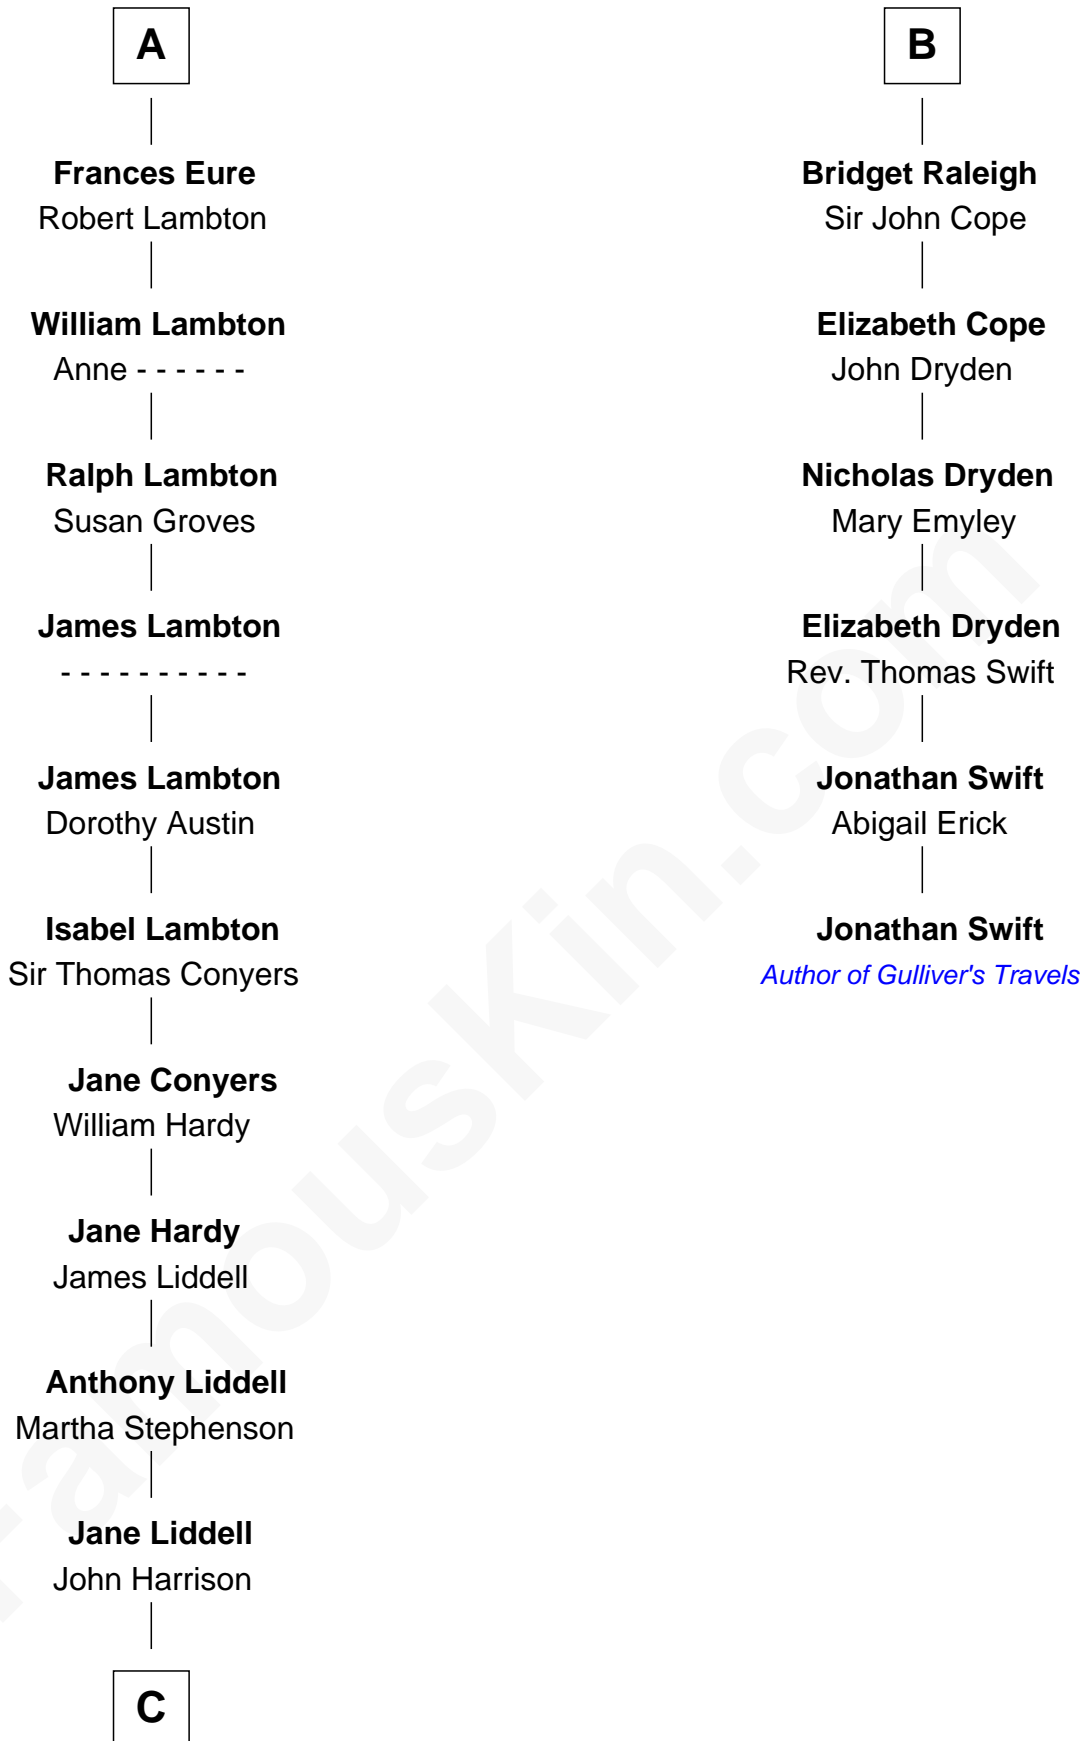 A
Frances Eure
Robert Lambton
William Lambton
Anne - - - - - -
Ralph Lambton
Susan Groves
James Lambton
- - - - - - - - - -
James Lambton
Dorothy Austin
Isabel Lambton
Sir Thomas Conyers
Jane Conyers
William Hardy
Jane Hardy
James Liddell
Anthony Liddell
Martha Stephenson
Jane Liddell
John Harrison
C
B
Bridget Raleigh
Sir John Cope
Elizabeth Cope
John Dryden
Nicholas Dryden
Mary Emyley
Elizabeth Dryden
Rev. Thomas Swift
Jonathan Swift
Abigail Erick
Jonathan Swift
Author of Gulliver's Travels
FamousKin.com